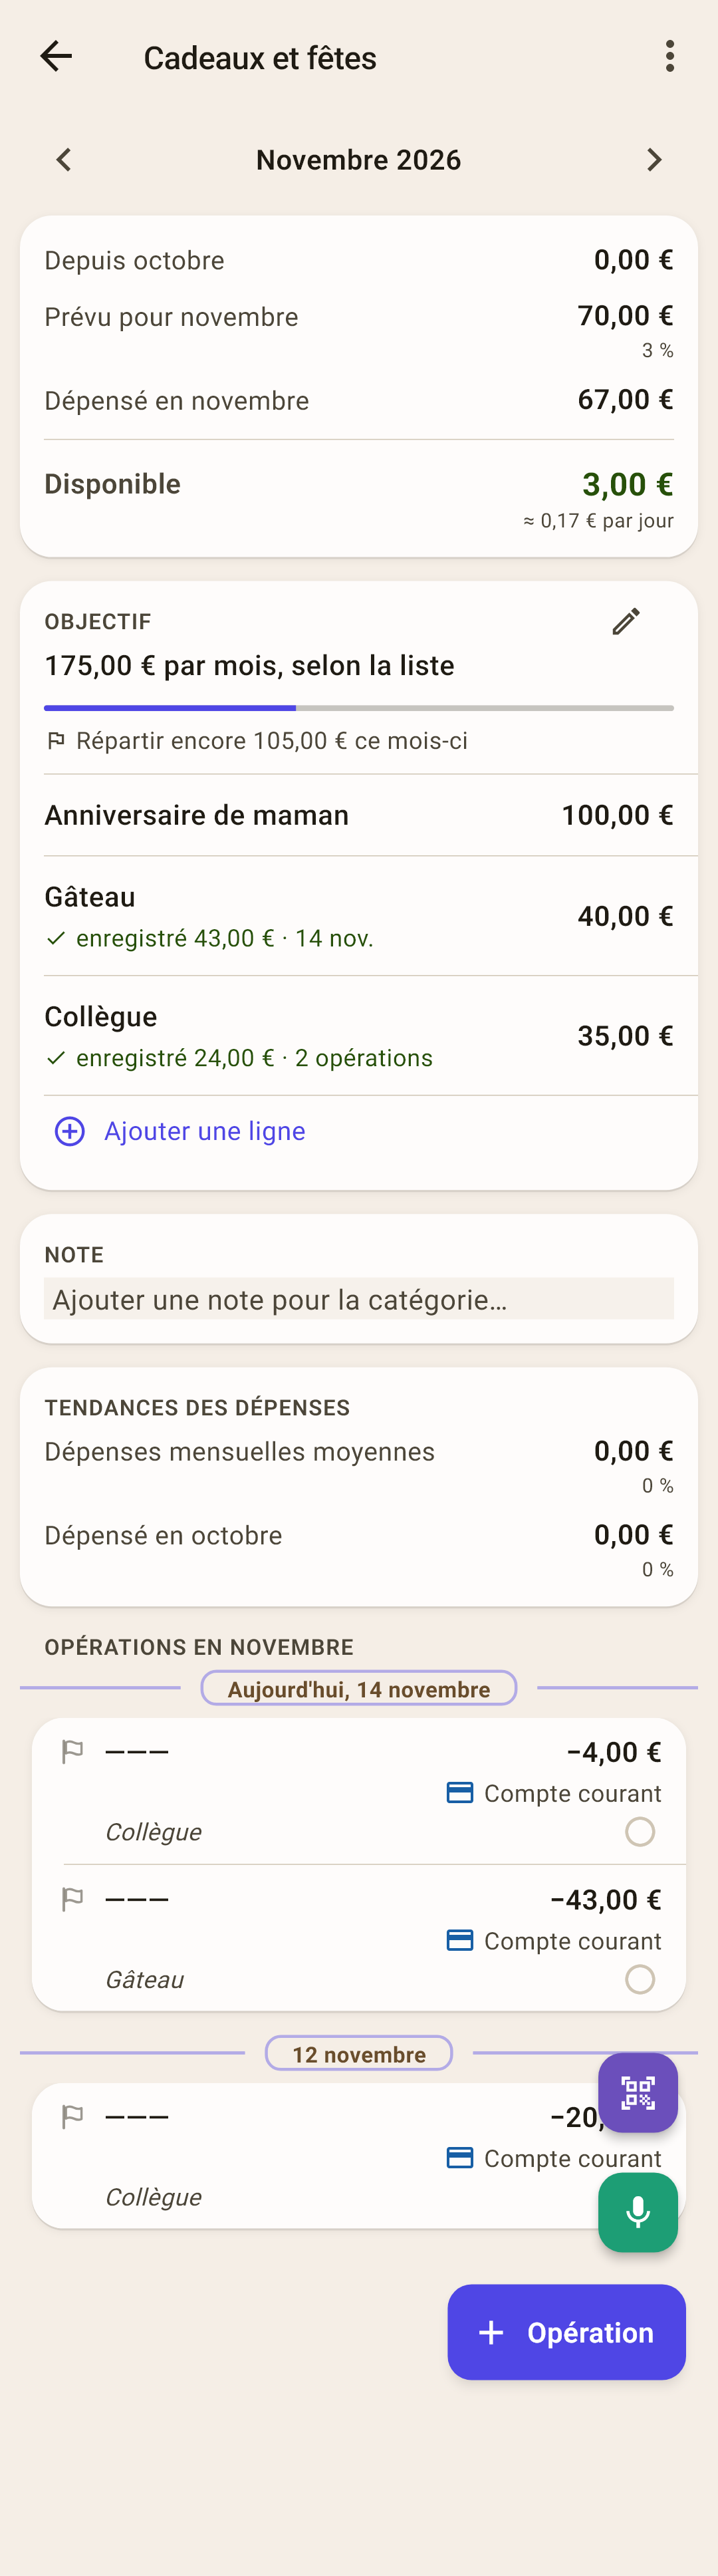 Cadeaux et fêtes
Novembre 2026
Depuis octobre 0,00 €
Prévu pour novembre 70,00 €
3 %
Dépensé en novembre 67,00 €
Disponible 3,00 €
≈ 0,17 € par jour
OBJECTIF
175,00 € par mois, selon la liste
Répartir encore 105,00 € ce mois-ci
Anniversaire de maman 100,00 €
Gâteau 40,00 €
enregistré 43,00 € · 14 nov.
Collègue 35,00 €
enregistré 24,00 € · 2 opérations
Ajouter une ligne
NOTE
Ajouter une note pour la catégorie…
TENDANCES DES DÉPENSES
Dépenses mensuelles moyennes 0,00 €
0 %
Dépensé en octobre 0,00 €
0 %
OPÉRATIONS EN NOVEMBRE
Aujourd'hui, 14 novembre
——— −4,00 €
Compte courant
Collègue
——— −43,00 €
Compte courant
Gâteau
12 novembre
——— −20,
Compte courant
Collègue
+ Opération